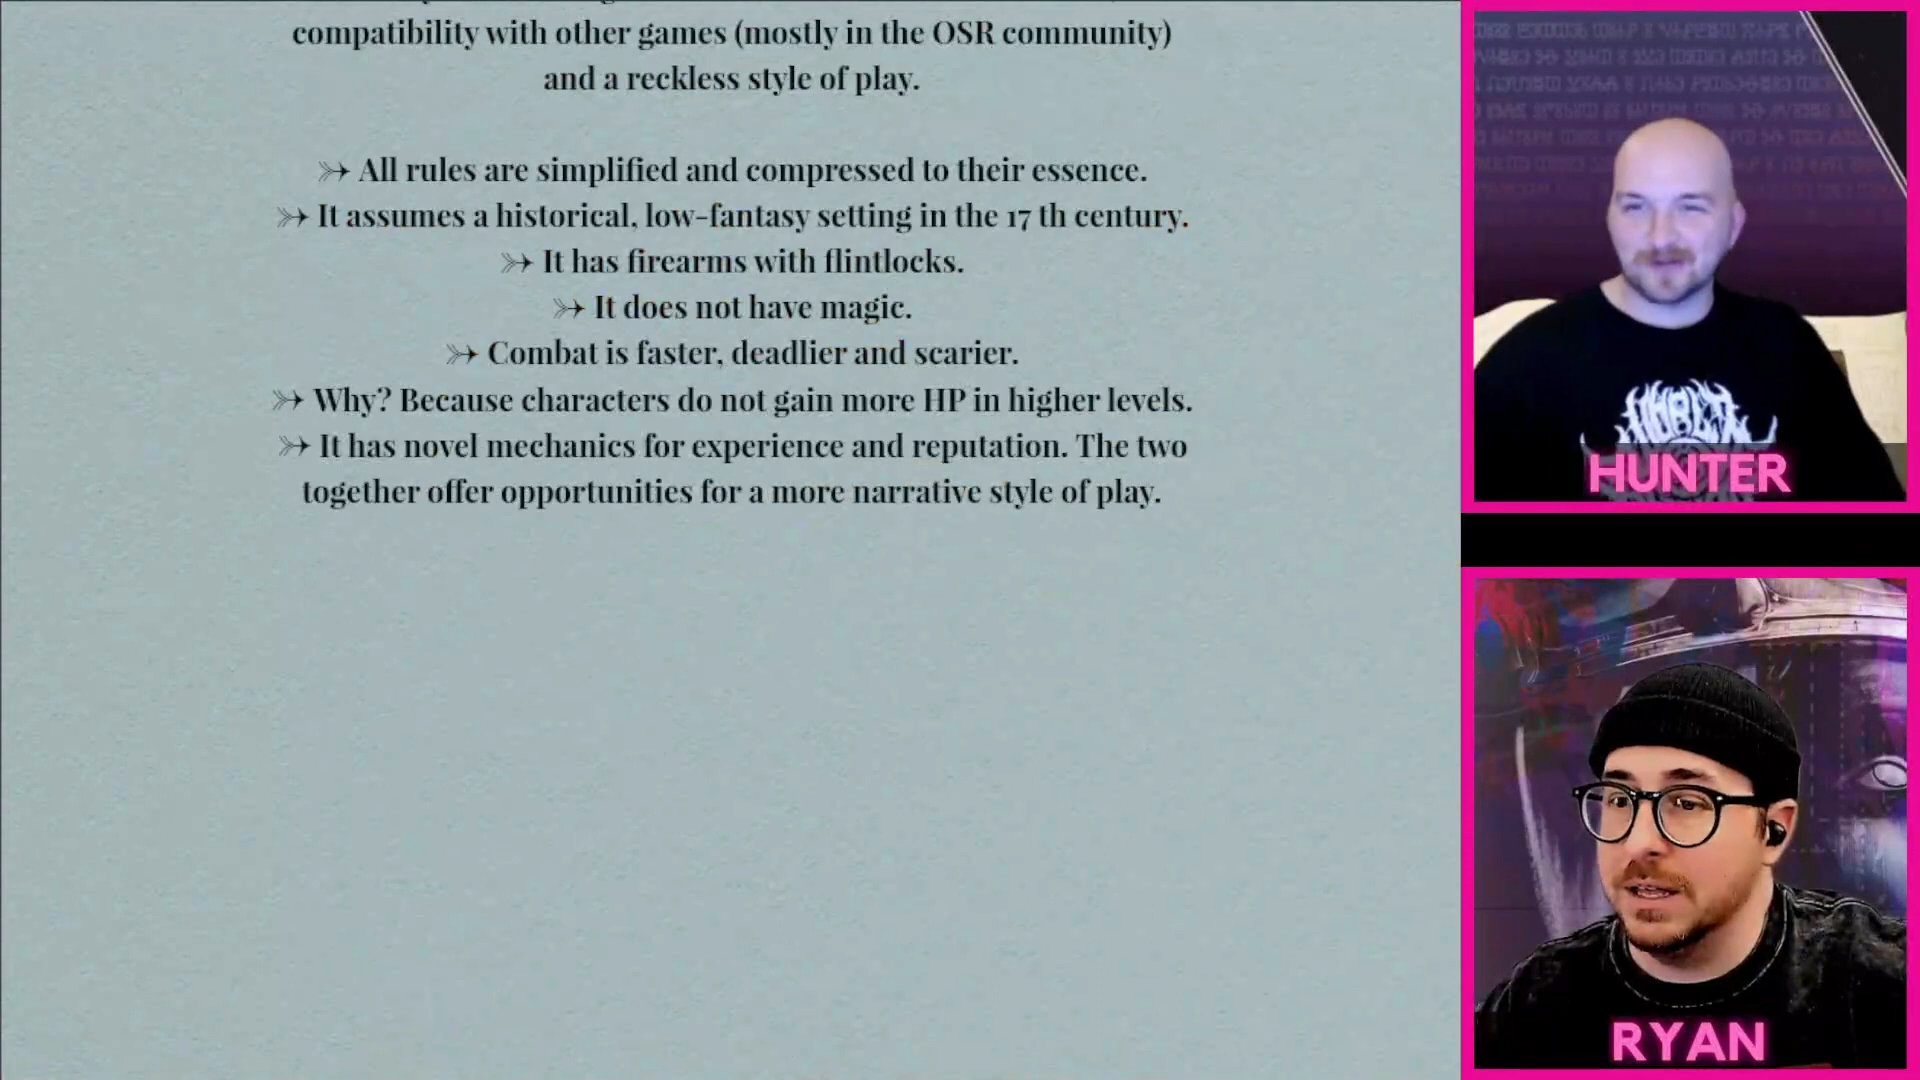 compatibility with other games (mostly in the OSR community)
and a reckless style of play.
➳ All rules are simplified and compressed to their essence.
➳ It assumes a historical, low-fantasy setting in the 17 th century.
➳ It has firearms with flintlocks.
➳ It does not have magic.
➳ Combat is faster, deadlier and scarier.
➳ Why? Because characters do not gain more HP in higher levels.
➳ It has novel mechanics for experience and reputation. The two
together offer opportunities for a more narrative style of play.
HUNTER
RYAN